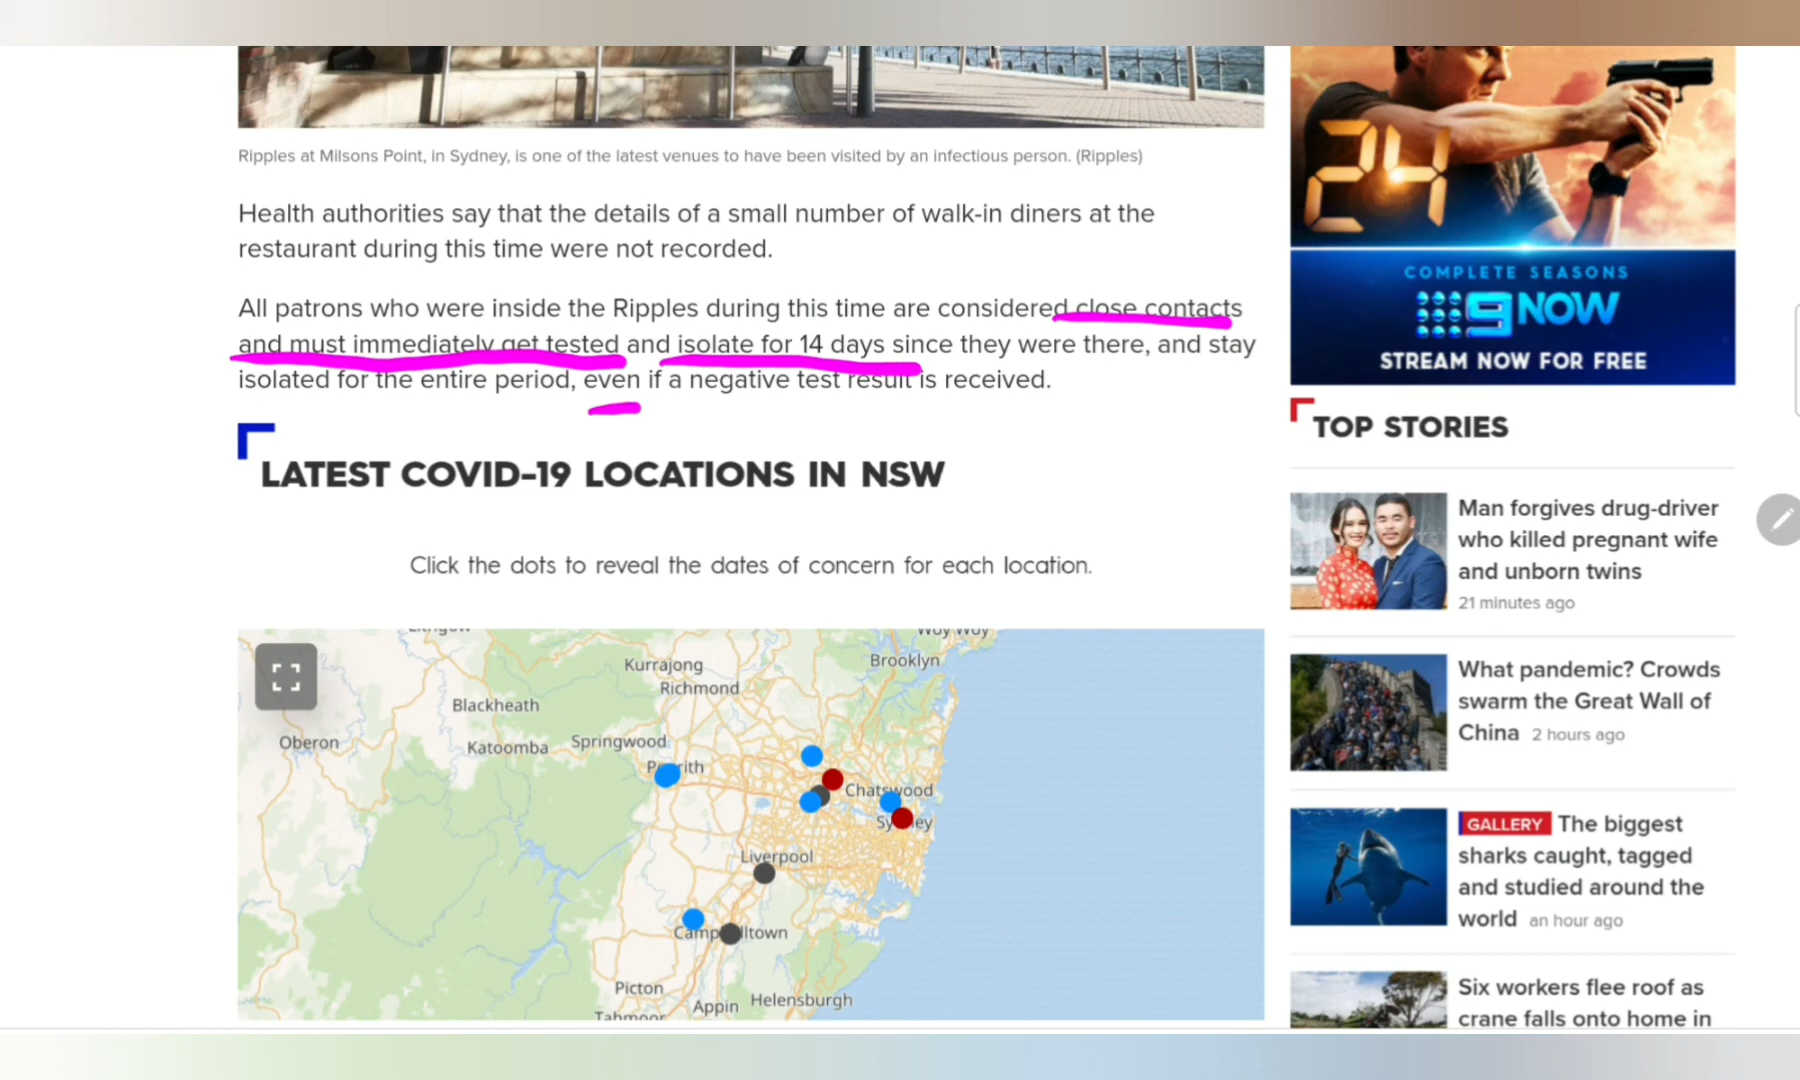 Ripples at Milsons Point, in Sydney, is one of the latest venues to have been visited by an infectious person. (Ripples)
Health authorities say that the details of a small number of walk-in diners at the
restaurant during this time were not recorded.
All patrons who were inside the Ripples during this time are considered close contacts
and must immediately get tested and isolate for 14 days since they were there, and stay
isolated for the entire period, even if a negative test result is received.
LATEST COVID-19 LOCATIONS IN NSW
Click the dots to reveal the dates of concern for each location.
Lithgow
Woy Woy
Kurrajong
Brooklyn
Richmond
Blackheath
Oberon
Katoomba
Springwood
Penrith
Chatswood
Sydney
Liverpool
Campbelltown
Picton
Appin
Helensburgh
Tahmoor
24
COMPLETE SEASONS
9NOW
STREAM NOW FOR FREE
TOP STORIES
Man forgives drug-driver
who killed pregnant wife
and unborn twins
21 minutes ago
What pandemic? Crowds
swarm the Great Wall of
China 2 hours ago
GALLERY The biggest
sharks caught, tagged
and studied around the
world an hour ago
Six workers flee roof as
crane falls onto home in